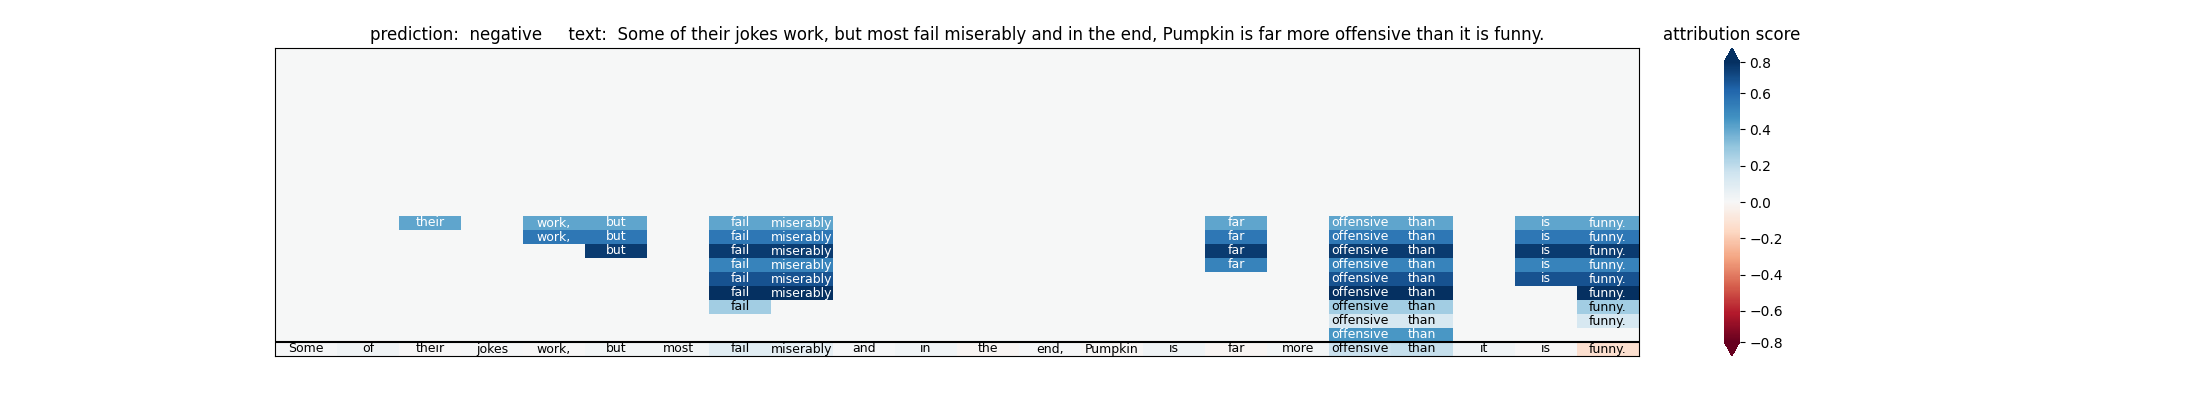 prediction:  negative     text:  Some of their jokes work, but most fail miserably and in the end, Pumpkin is far more offensive than it is funny.
attribution score
0.8
0.6
0.4
0.2
0.0
−0.2
−0.4
−0.6
−0.8
their work, but fail miserably far offensive than is funny.
work, but fail miserably far offensive than is funny.
but fail miserably far offensive than is funny.
fail miserably far offensive than is funny.
fail miserably offensive than is funny.
fail miserably offensive than funny.
fail offensive than funny.
offensive than funny.
offensive than
Some of their jokes work, but most fail miserably and in the end, Pumpkin is far more offensive than it is funny.